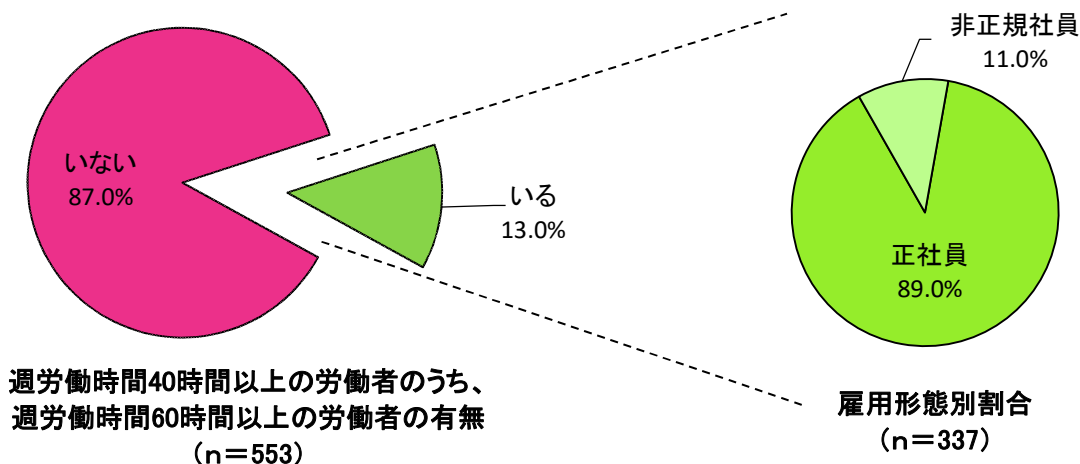 いない
87.0%
いる
13.0%
週労働時間40時間以上の労働者のうち、
週労働時間60時間以上の労働者の有無
(n=553)
非正規社員
11.0%
正社員
89.0%
雇用形態別割合
(n=337)